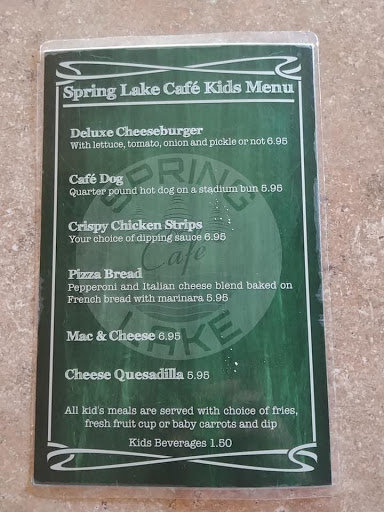 Spring Lake Café Kids Menu
Deluxe Cheeseburger
With lettuce, tomato, onion and pickle or not 6.95
Café Dog
Quarter pound hot dog on a stadium bun 5.95
Crispy Chicken Strips
Your choice of dipping sauce 6.95
Pizza Bread
Pepperoni and Italian cheese blend baked on
French bread with marinara 5.95
Mac & Cheese 6.95
Cheese Quesadilla 5.95
All kid's meals are served with choice of fries,
fresh fruit cup or baby carrots and dip
Kids Beverages 1.50
SPRING
Café
LAKE